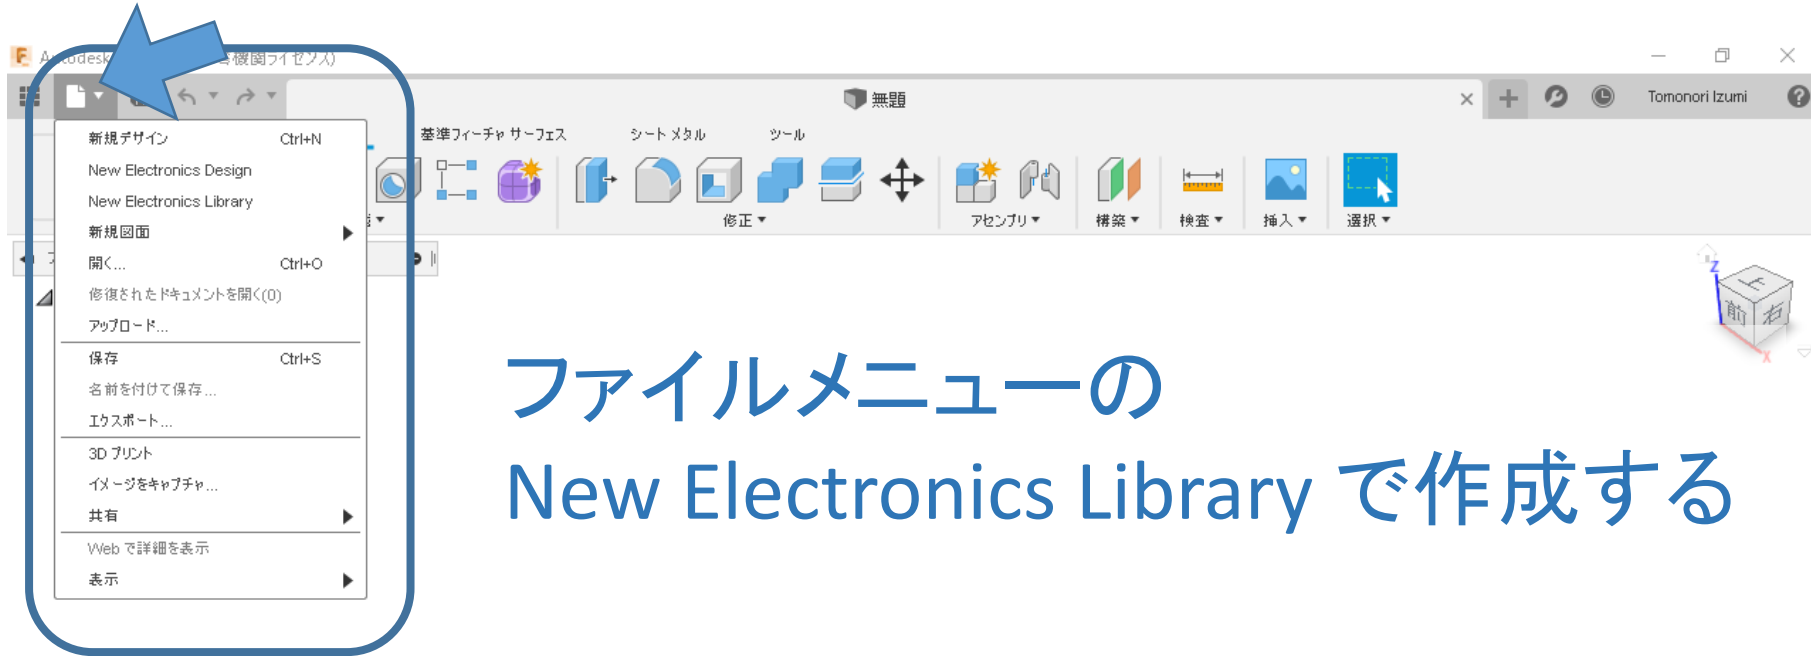 機関ライセンス)
無題
Tomonori Izumi
新規デザイン Ctrl+N
New Electronics Design
New Electronics Library
新規図面
開く... Ctrl+O
修復されたドキュメントを開く(0)
アップロード...
保存 Ctrl+S
名前を付けて保存...
エクスポート...
3D プリント
イメージをキャプチャ...
共有
Web で詳細を表示
表示
基準フィーチャ サーフェス シート メタル ツール
修正 アセンブリ 構築 検査 挿入 選択
Z
上
前 右
X
ファイルメニューの
New Electronics Library で作成する